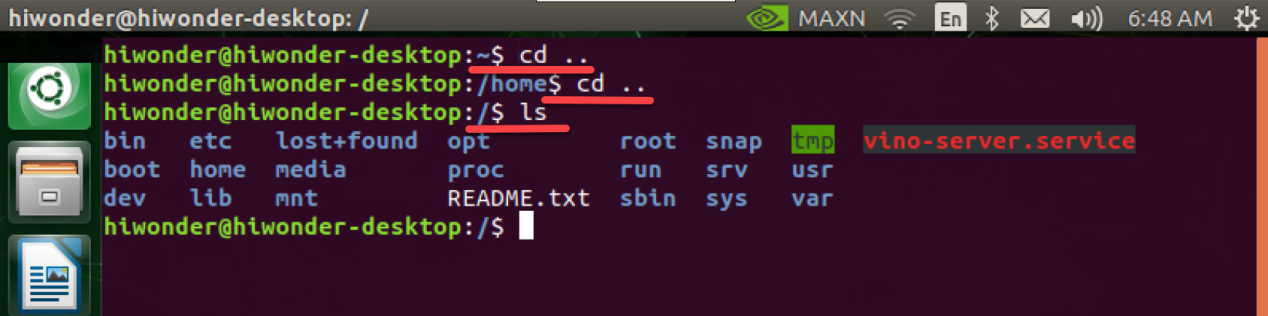 hiwonder@hiwonder-desktop: / MAXN En 6:48 AM
hiwonder@hiwonder-desktop:~$ cd ..
hiwonder@hiwonder-desktop:/home$ cd ..
hiwonder@hiwonder-desktop:/$ ls
bin etc lost+found opt root snap tmp vino-server.service
boot home media proc run srv usr
dev lib mnt README.txt sbin sys var
hiwonder@hiwonder-desktop:/$